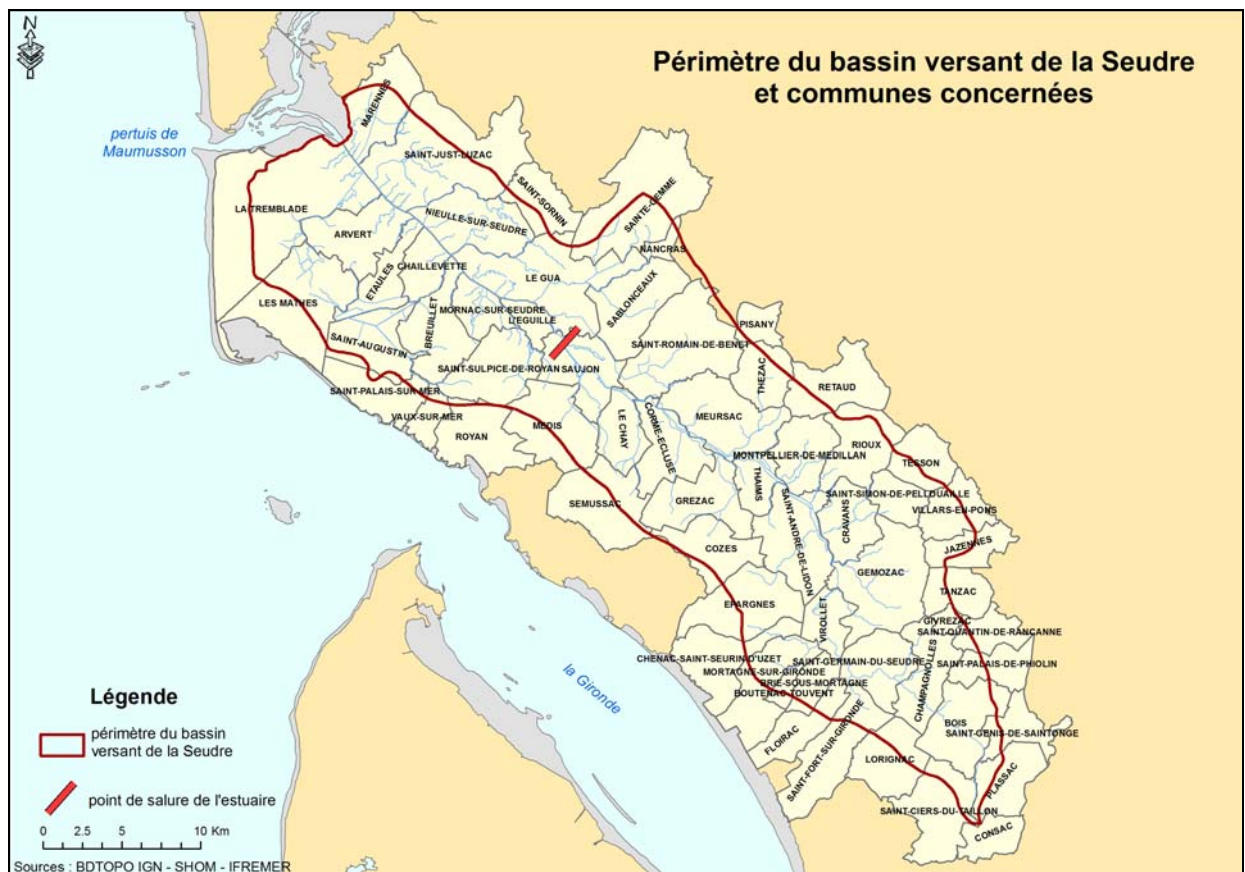 N
Périmètre du bassin versant de la Seudre
et communes concernées
pertuis de
Maumusson
MARENNES
SAINT-JUST-LUZAC
SAINT-SORNIN
SAINTE-GEMME
LA TREMBLADE
NIEULLE-SUR-SEUDRE
ARVERT
NANCRAS
CHAILLEVETTE
ETAULES
LE GUA
SABLONCEAUX
LES MATHES
MORNAC-SUR-SEUDRE
L'EGUILLE
BREUILLET
PISANY
SAINT-AUGUSTIN
SAINT-ROMAIN-DE-BENET
SAINT-SULPICE-DE-ROYAN
SAUJON
THEZAC
RETAUD
SAINT-PALAIS-SUR-MER
VAUX-SUR-MER
MEDIS
ROYAN
LE CHAY
CORME-ECLUSE
MEURSAC
RIOUX
MONTPELLIER-DE-MEDILLAN
TESSON
THAIMS
SAINT-SIMON-DE-PELLOUAILLE
SEMUSSAC
GREZAC
SAINT-ANDRE-DE-LIDON
CRAVANS
VILLARS-EN-PONS
COZES
JAZENNES
GEMOZAC
TANZAC
EPARGNES
VIROLLET
GIVREZAC
SAINT-QUANTIN-DE-RANCANNE
CHENAC-SAINT-SEURIN-D'UZET
SAINT-GERMAIN-DU-SEUDRE
SAINT-PALAIS-DE-PHIOLIN
MORTAGNE-SUR-GIRONDE
BRIE-SOUS-MORTAGNE
BOUTENAC-TOUVENT
CHAMPAGNOLLES
la Gironde
FLOIRAC
SAINT-FORT-SUR-GIRONDE
BOIS
SAINT-GENIS-DE-SAINTONGE
LORIGNAC
PLASSAC
SAINT-CIERS-DU-TAILLON
CONSAC
Légende
périmètre du bassin
versant de la Seudre
point de salure de l'estuaire
0 2.5 5 10 Km
Sources : BDTOPO IGN - SHOM - IFREMER